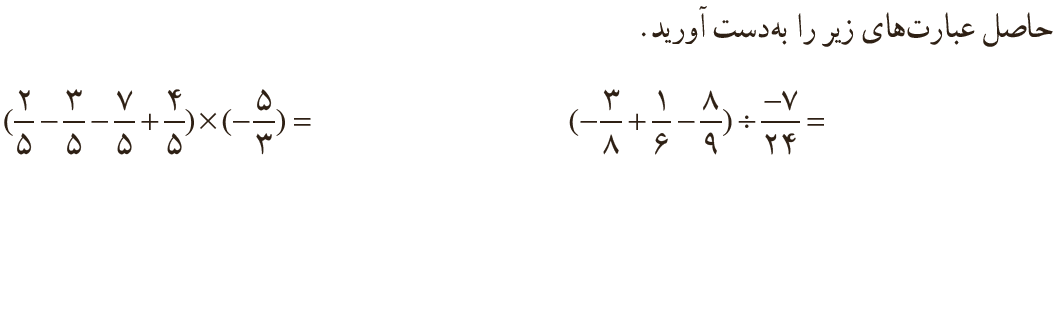 حاصل عبارت‌های زیر را به‌دست آورید.
(−۳/۸ + ۱/۶ − ۸/۹) ÷ −۷/۲۴ =
(۲/۵ − ۳/۵ − ۷/۵ + ۴/۵) × (−۵/۳) =